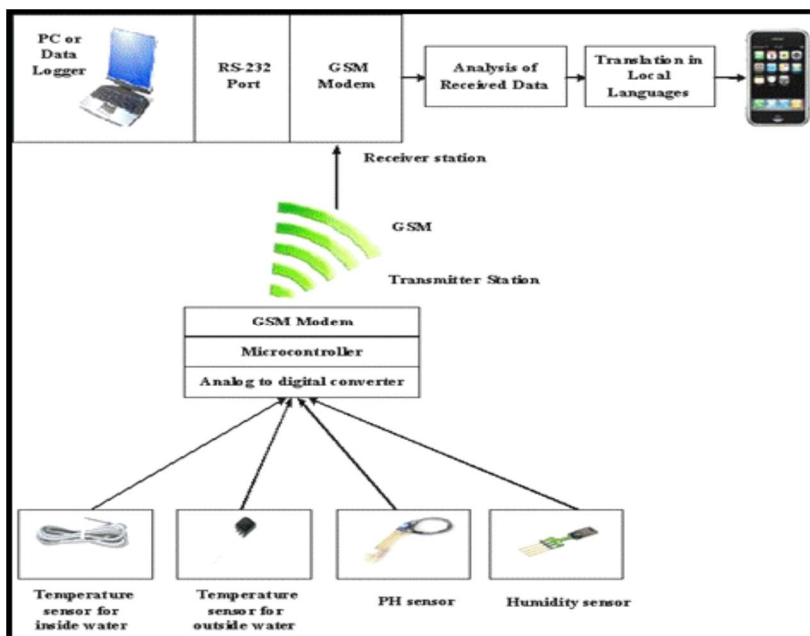 PC or
Data
Logger
RS-232
Port
GSM
Modem
Analysis of
Received Data
Translation in
Local
Languages
Receiver station
GSM
Transmitter Station
GSM Modem
Microcontroller
Analog to digital converter
Temperature
sensor for
inside water
Temperature
sensor for
outside water
PH sensor
Humidity sensor